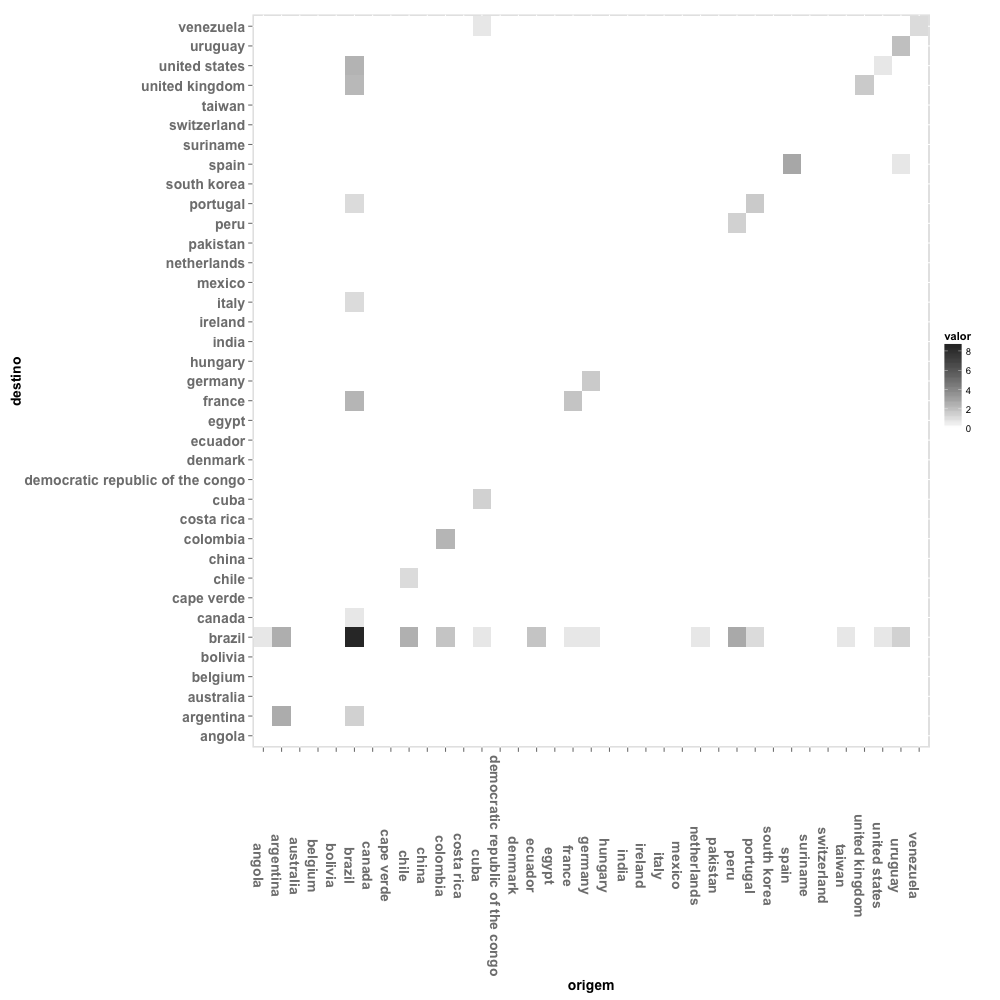 venezuela
uruguay
united states
united kingdom
taiwan
switzerland
suriname
spain
south korea
portugal
peru
pakistan
netherlands
mexico
italy
ireland
india
hungary
germany
france
egypt
ecuador
denmark
democratic republic of the congo
cuba
costa rica
colombia
china
chile
cape verde
canada
brazil
bolivia
belgium
australia
argentina
angola
destino
angola
argentina
australia
belgium
bolivia
brazil
canada
cape verde
chile
china
colombia
costa rica
cuba
democratic republic of the congo
denmark
ecuador
egypt
france
germany
hungary
india
ireland
italy
mexico
netherlands
pakistan
peru
portugal
south korea
spain
suriname
switzerland
taiwan
united kingdom
united states
uruguay
venezuela
origem
valor
8
6
4
2
0